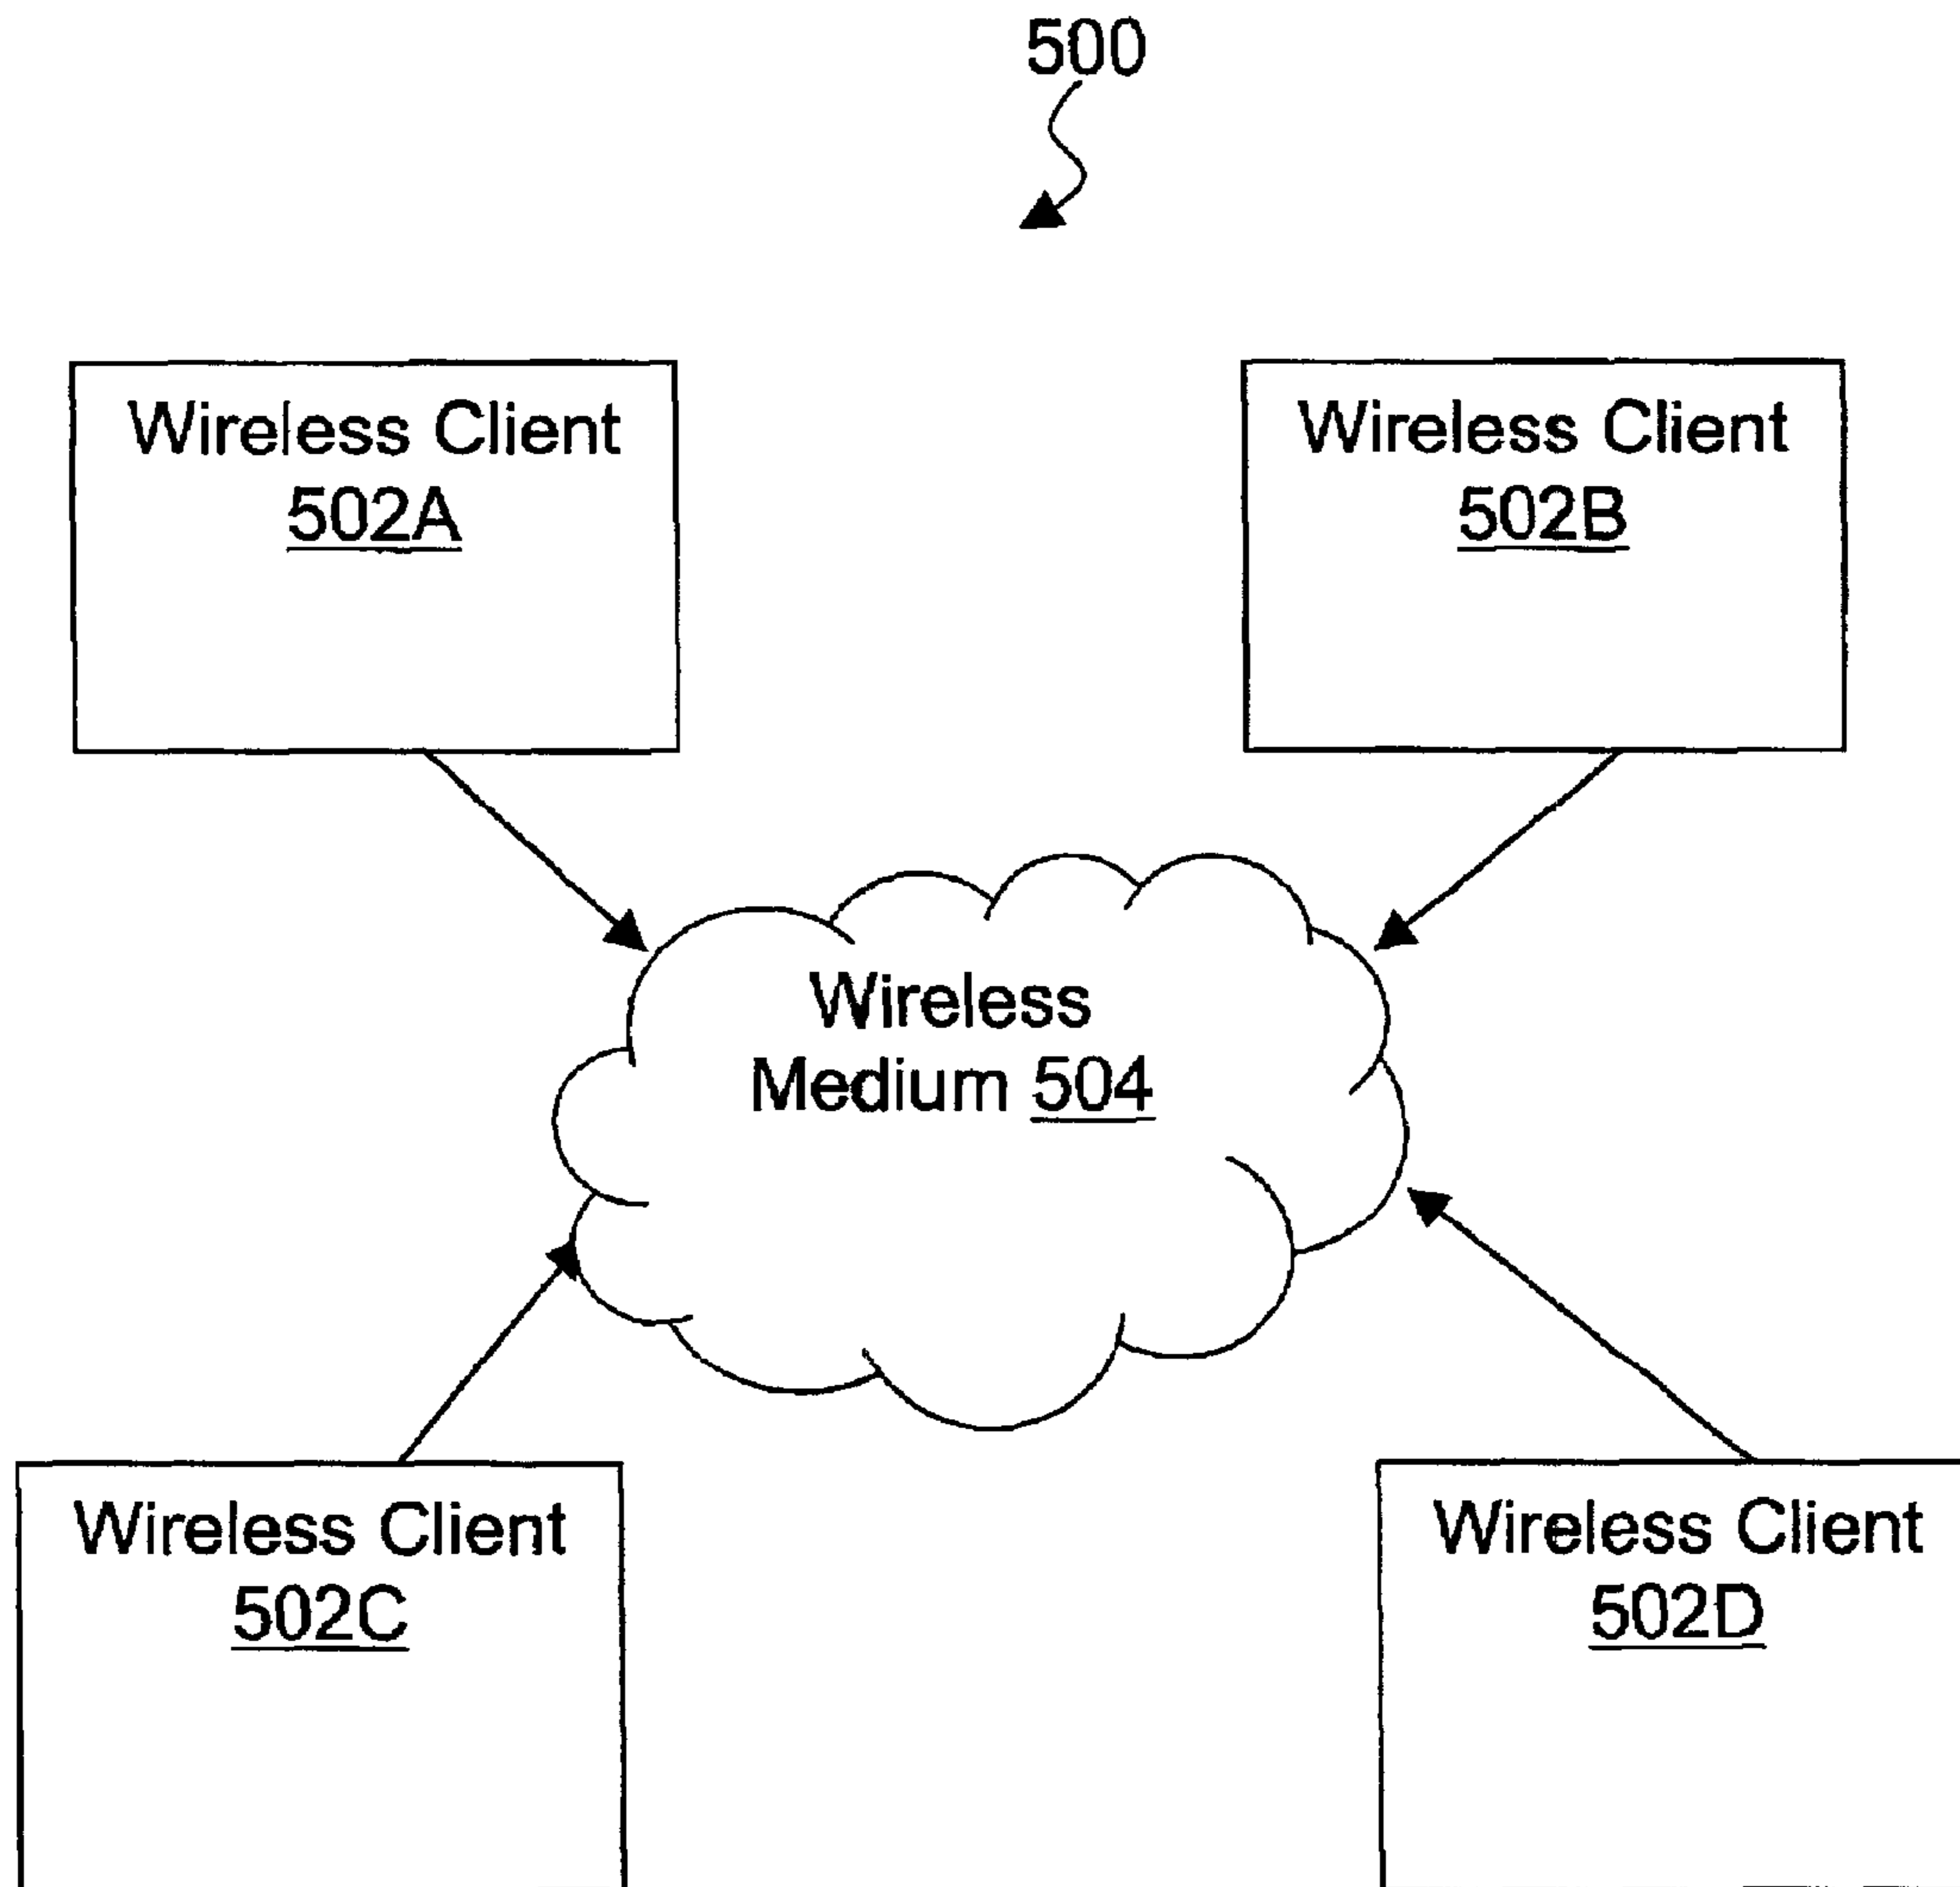 500
Wireless Client
502A
Wireless Client
502B
Wireless
Medium 504
Wireless Client
502C
Wireless Client
502D